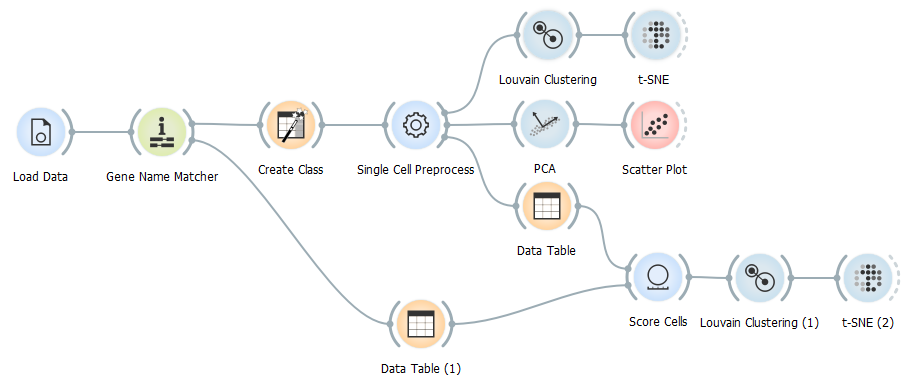 Louvain Clustering
t-SNE
Load Data
Gene Name Matcher
Create Class
Single Cell Preprocess
PCA
Scatter Plot
Data Table
Score Cells
Louvain Clustering (1)
t-SNE (2)
Data Table (1)